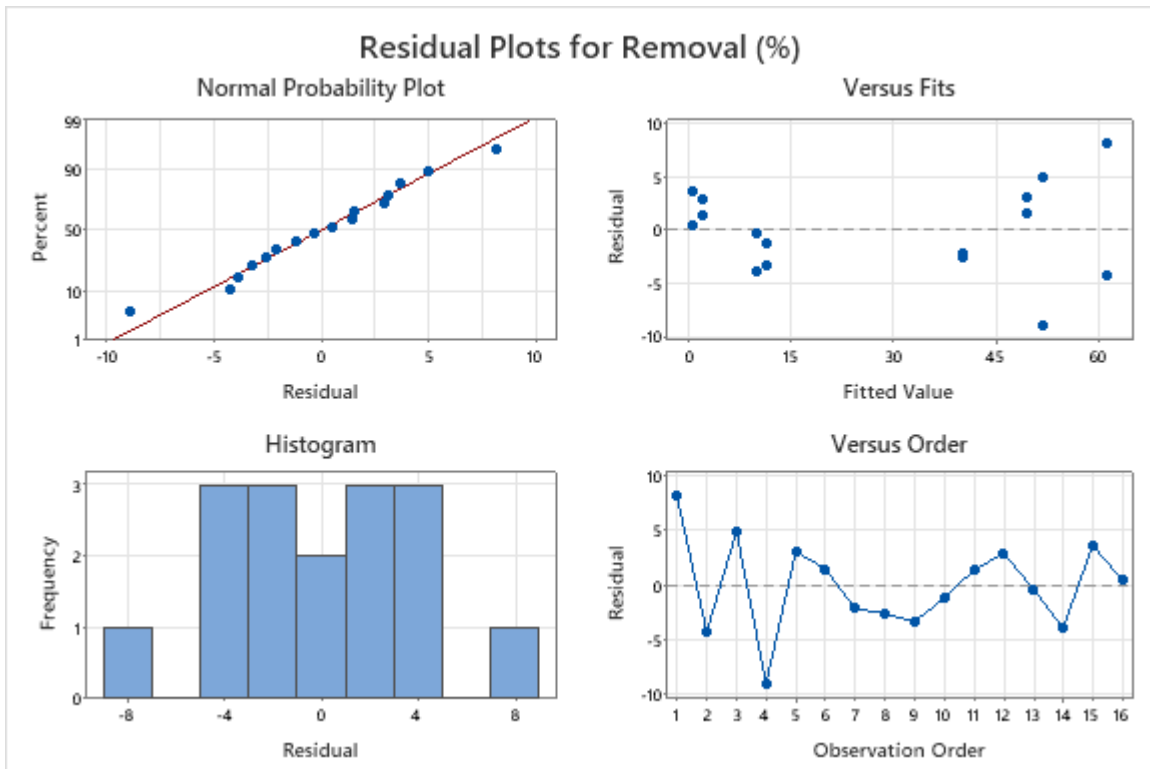 Residual Plots for Removal (%)
Normal Probability Plot
99
90
50
10
1
Percent
-10 -5 0 5 10
Residual
Versus Fits
10
5
0
-5
-10
Residual
0 15 30 45 60
Fitted Value
Histogram
3
2
1
0
Frequency
-8 -4 0 4 8
Residual
Versus Order
10
5
0
-5
-10
Residual
1 2 3 4 5 6 7 8 9 10 11 12 13 14 15 16
Observation Order